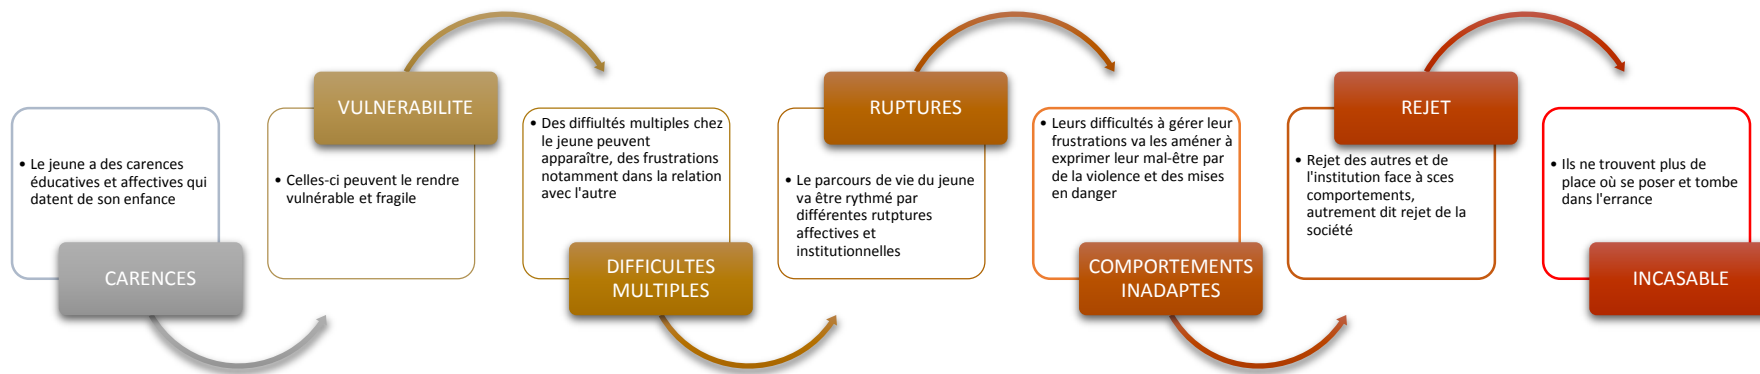 • Le jeune a des carences
éducatives et affectives qui
datent de son enfance
CARENCES
VULNERABILITE
• Celles-ci peuvent le rendre
vulnérable et fragile
• Des diffiultés multiples chez
le jeune peuvent
apparaître, des frustrations
notamment dans la relation
avec l'autre
DIFFICULTES
MULTIPLES
RUPTURES
• Le parcours de vie du jeune
va être rythmé par
différentes rutptures
affectives et
institutionnelles
• Leurs difficultés à gérer leur
frustrations va les améner à
exprimer leur mal-être par
de la violence et des mises
en danger
COMPORTEMENTS
INADAPTES
REJET
• Rejet des autres et de
l'institution face à sces
comportements,
autrement dit rejet de la
société
• Ils ne trouvent plus de
place où se poser et tombe
dans l'errance
INCASABLE